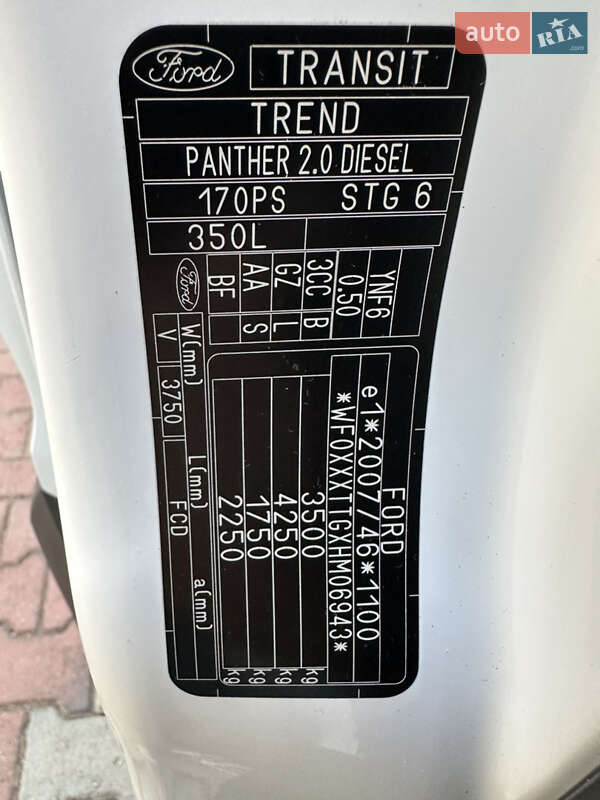 auto RIA.com
Ford TRANSIT
TREND
PANTHER 2.0 DIESEL
170PS STG 6
350L
FORD
e1*2007/46*1100
*WF0XXXTTGXHM06943*
3500 kg
4250 kg
1750 kg
2250 kg
YNF6
0.50
3CC B
GZ L
AA S
BF
Ford
W(mm) L(mm) a(mm)
V 3750 FCD